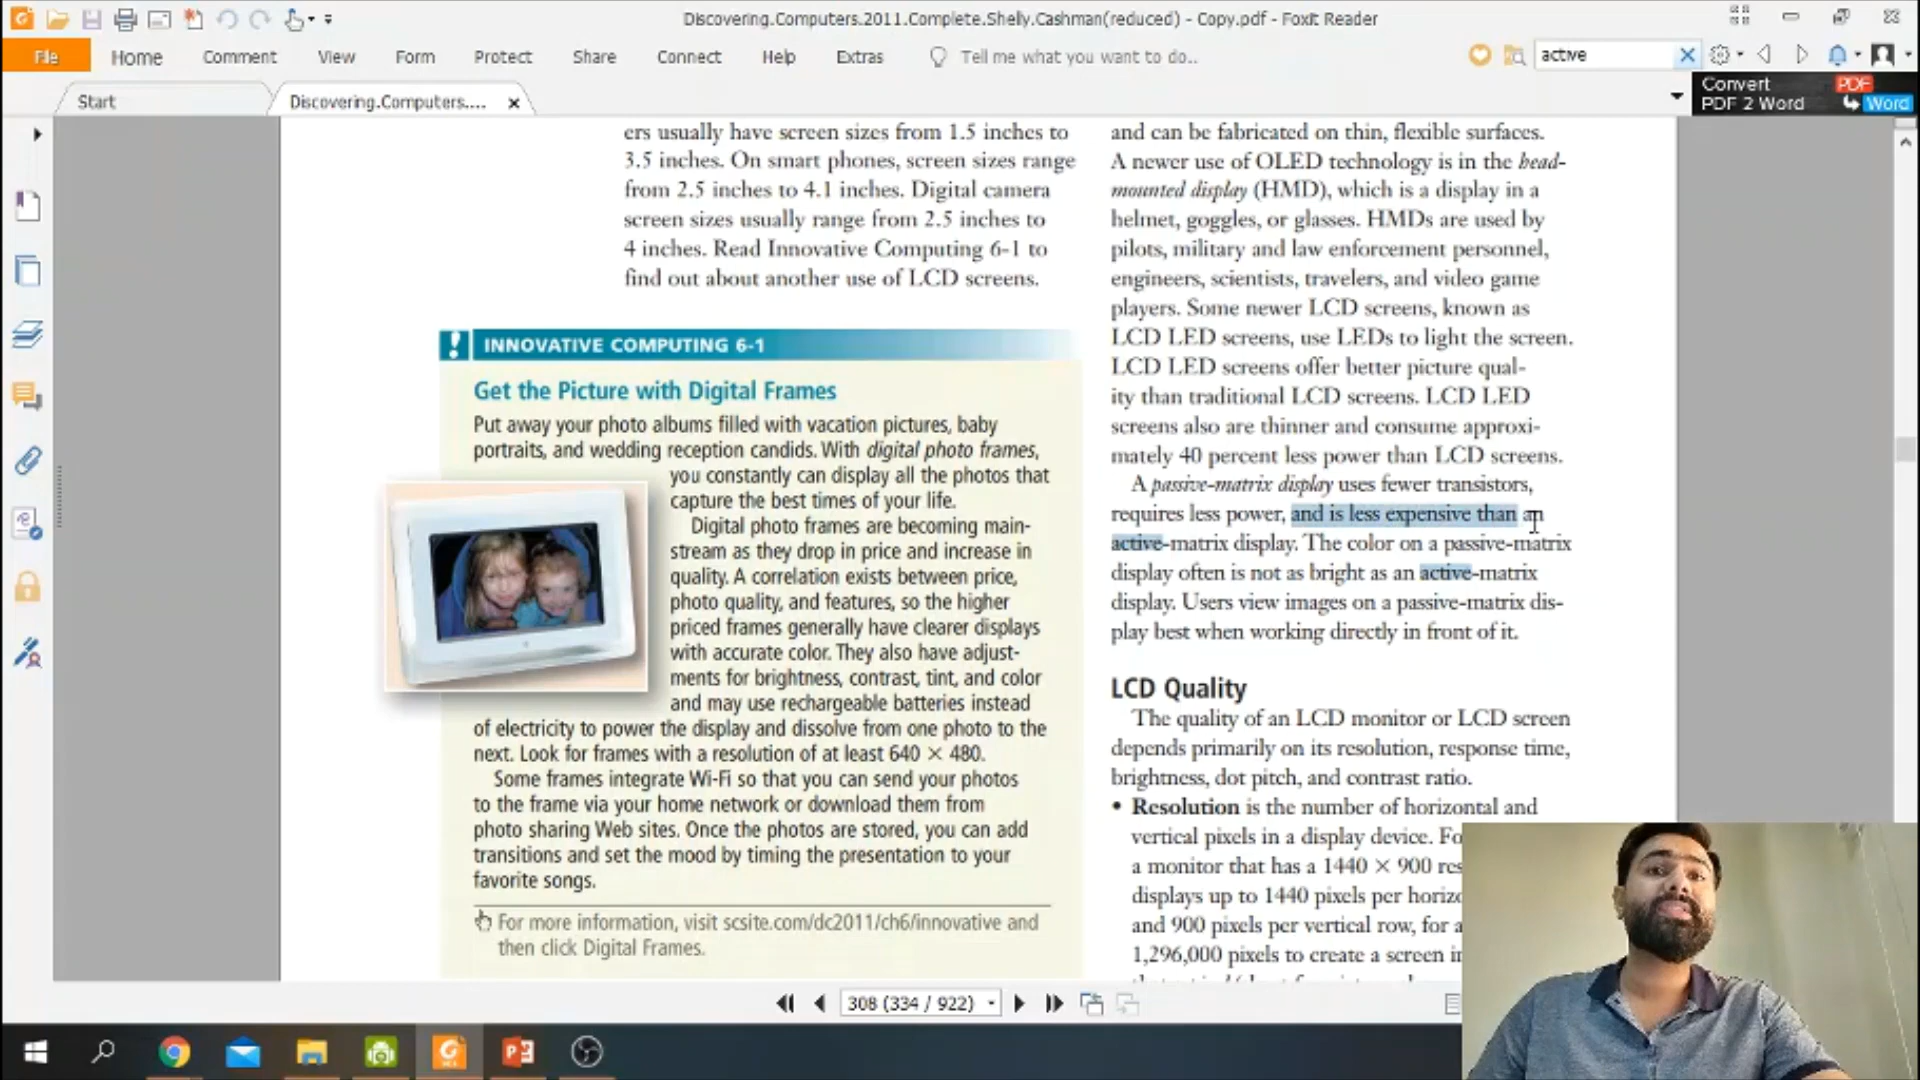 Discovering.Computers.2011.Complete.Shelly.Cashman(reduced) - Copy.pdf - Foxit Reader
File Home Comment View Form Protect Share Connect Help Extras Tell me what you want to do.. active
Convert PDF
PDF 2 Word Word
Start Discovering.Computers....
ers usually have screen sizes from 1.5 inches to
3.5 inches. On smart phones, screen sizes range
from 2.5 inches to 4.1 inches. Digital camera
screen sizes usually range from 2.5 inches to
4 inches. Read Innovative Computing 6-1 to
find out about another use of LCD screens.
! INNOVATIVE COMPUTING 6-1
Get the Picture with Digital Frames
Put away your photo albums filled with vacation pictures, baby
portraits, and wedding reception candids. With digital photo frames,
you constantly can display all the photos that
capture the best times of your life.
Digital photo frames are becoming main-
stream as they drop in price and increase in
quality. A correlation exists between price,
photo quality, and features, so the higher
priced frames generally have clearer displays
with accurate color. They also have adjust-
ments for brightness, contrast, tint, and color
and may use rechargeable batteries instead
of electricity to power the display and dissolve from one photo to the
next. Look for frames with a resolution of at least 640 × 480.
Some frames integrate Wi-Fi so that you can send your photos
to the frame via your home network or download them from
photo sharing Web sites. Once the photos are stored, you can add
transitions and set the mood by timing the presentation to your
favorite songs.
For more information, visit scsite.com/dc2011/ch6/innovative and
then click Digital Frames.
and can be fabricated on thin, flexible surfaces.
A newer use of OLED technology is in the head-
mounted display (HMD), which is a display in a
helmet, goggles, or glasses. HMDs are used by
pilots, military and law enforcement personnel,
engineers, scientists, travelers, and video game
players. Some newer LCD screens, known as
LCD LED screens, use LEDs to light the screen.
LCD LED screens offer better picture qual-
ity than traditional LCD screens. LCD LED
screens also are thinner and consume approxi-
mately 40 percent less power than LCD screens.
A passive-matrix display uses fewer transistors,
requires less power, and is less expensive than an
active-matrix display. The color on a passive-matrix
display often is not as bright as an active-matrix
display. Users view images on a passive-matrix dis-
play best when working directly in front of it.
LCD Quality
The quality of an LCD monitor or LCD screen
depends primarily on its resolution, response time,
brightness, dot pitch, and contrast ratio.
• Resolution is the number of horizontal and
vertical pixels in a display device. Fo
a monitor that has a 1440 × 900 res
displays up to 1440 pixels per horizo
and 900 pixels per vertical row, for a
1,296,000 pixels to create a screen i
308 (334 / 922)